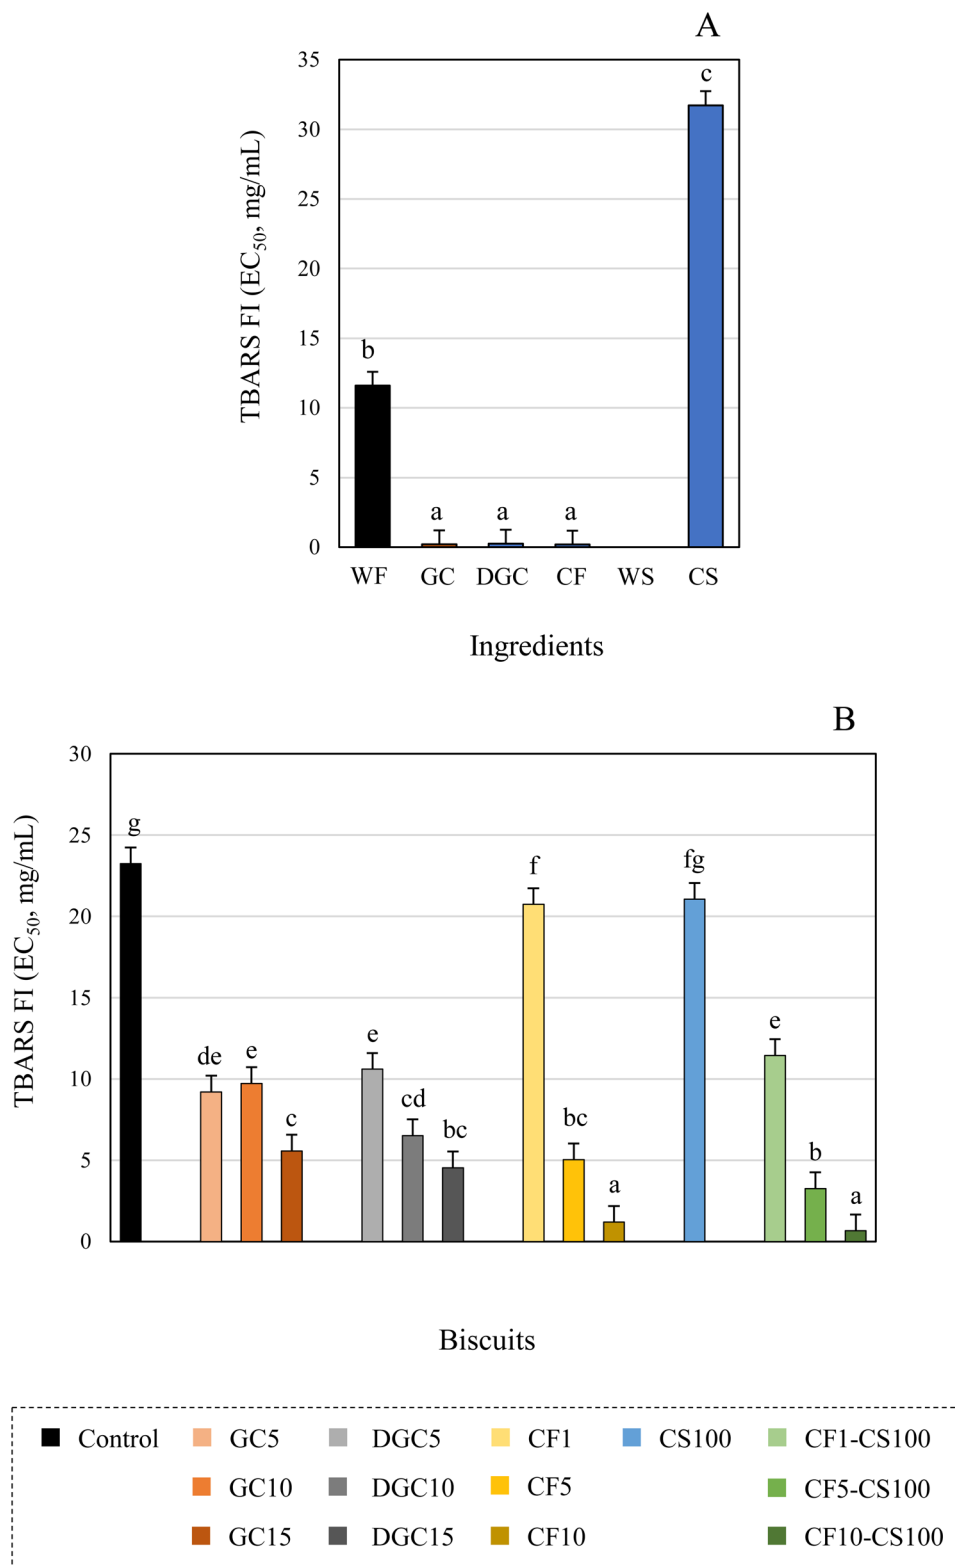 A
TBARS FI (EC50, mg/mL)
35
30
25
20
15
10
5
0
b
a
a
a
c
WF GC DGC CF WS CS
Ingredients
B
TBARS FI (EC50, mg/mL)
30
25
20
15
10
5
0
g
de
e
c
e
cd
bc
f
bc
a
fg
e
b
a
Biscuits
Control GC5 DGC5 CF1 CS100 CF1-CS100
GC10 DGC10 CF5 CF5-CS100
GC15 DGC15 CF10 CF10-CS100